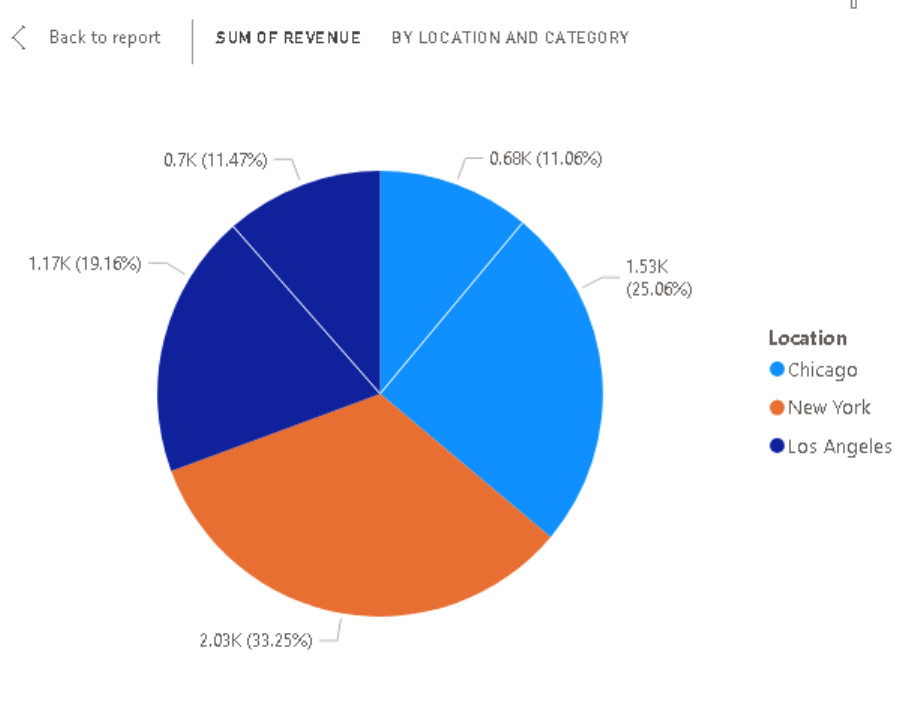 Back to report
SUM OF REVENUE BY LOCATION AND CATEGORY
0.7K (11.47%)
0.68K (11.06%)
1.17K (19.16%)
1.53K
(25.06%)
Location
Chicago
New York
Los Angeles
2.03K (33.25%)